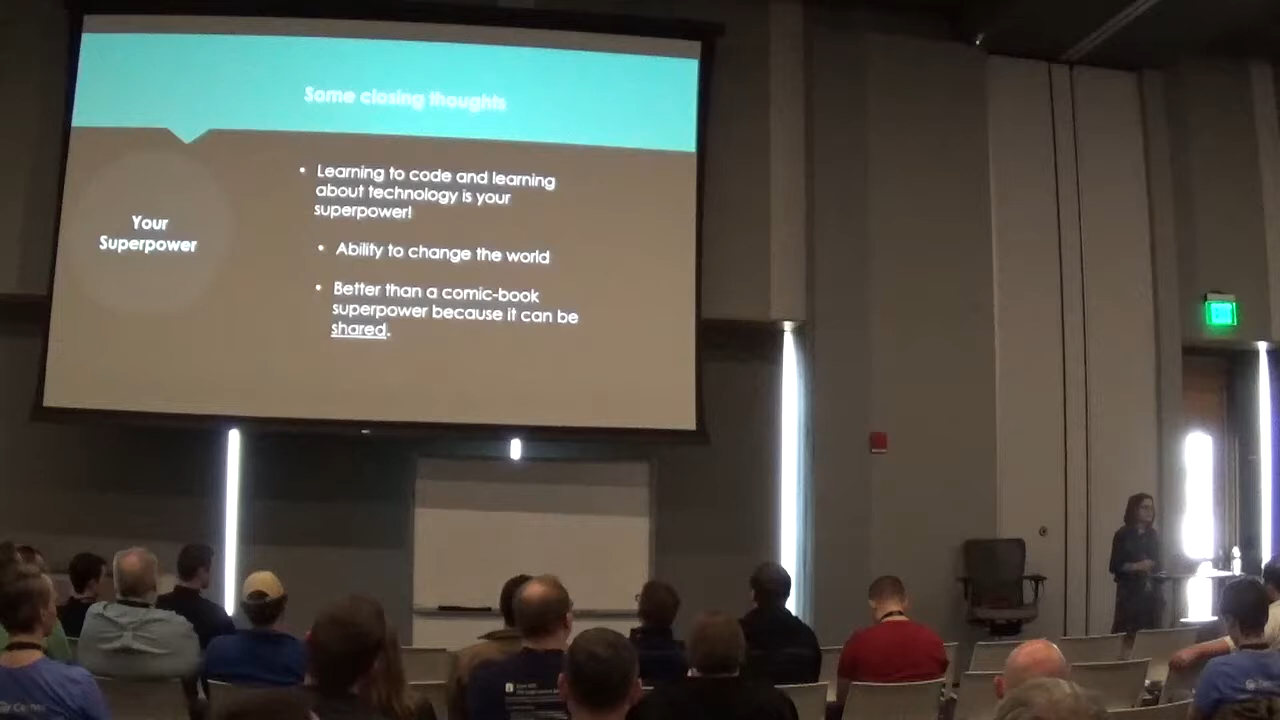 Some closing thoughts
Your
Superpower
• Learning to code and learning
about technology is your
superpower!
• Ability to change the world
• Better than a comic-book
superpower because it can be
shared.